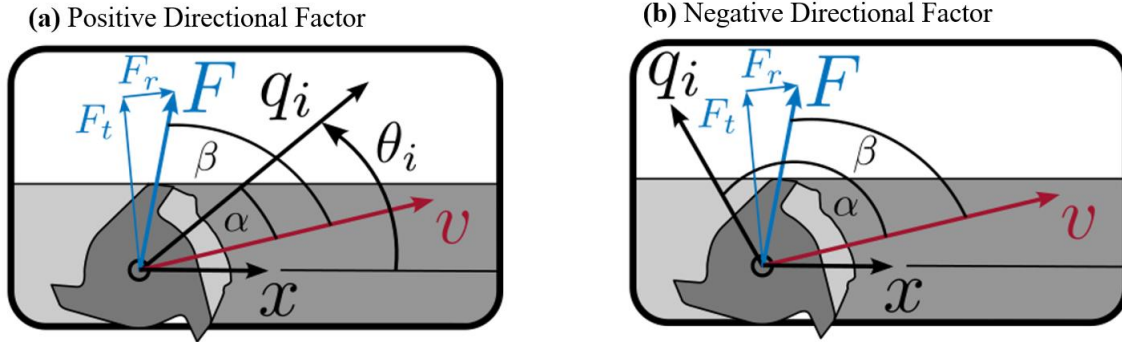 (a) Positive Directional Factor
F_r
F
q_i
F_t
β
θ_i
α
v
x
(b) Negative Directional Factor
q_i
F_r
F
F_t
β
α
v
x